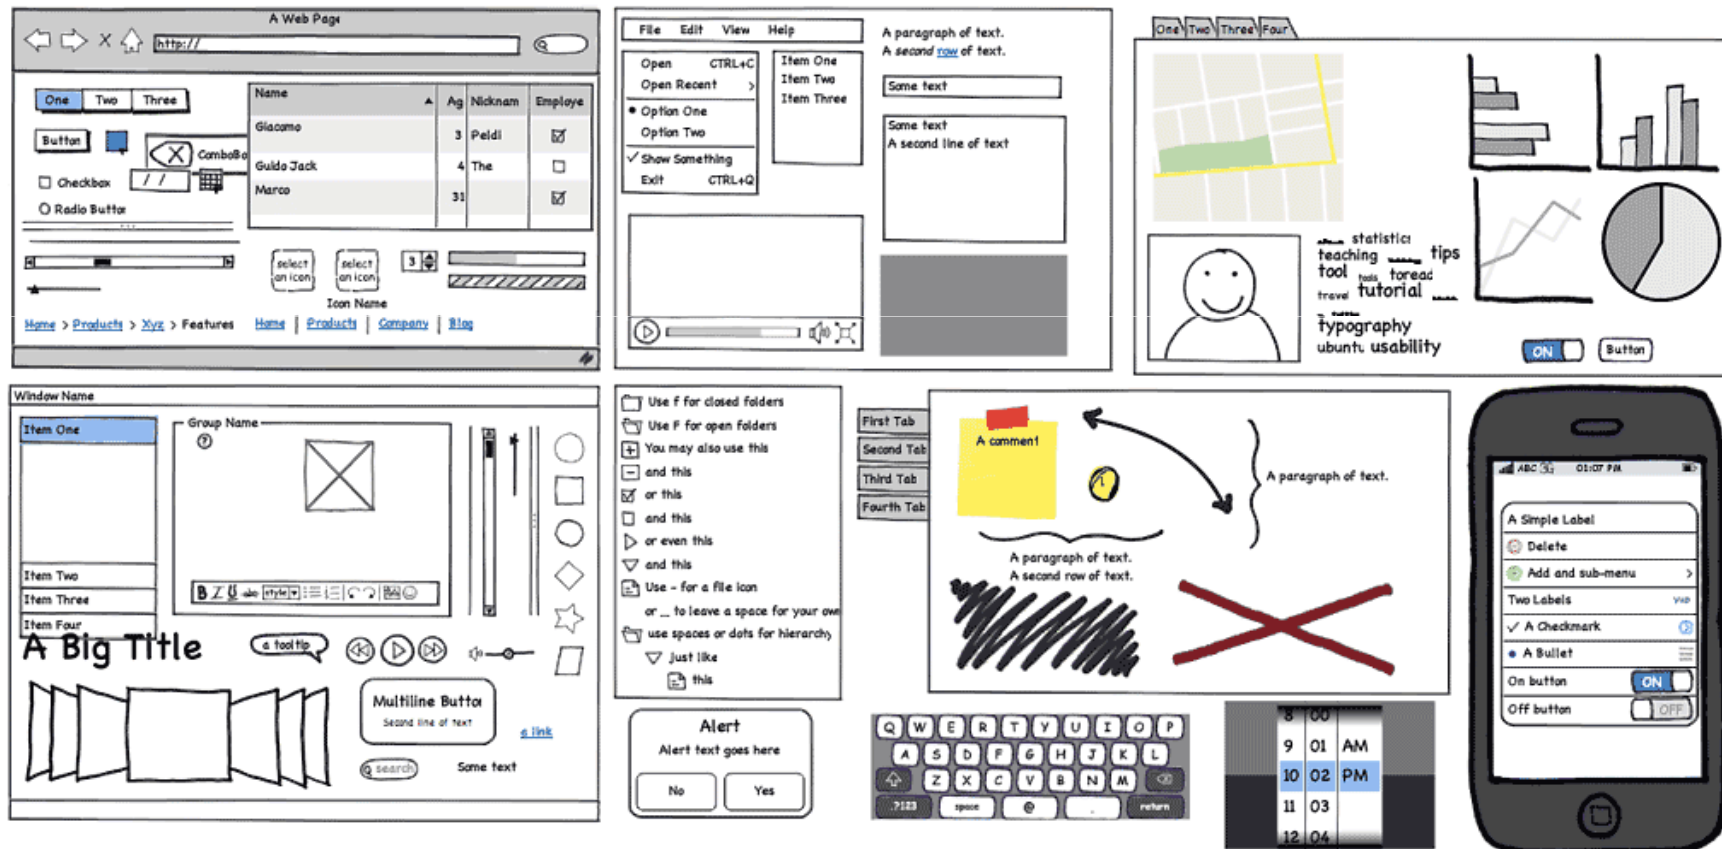 A Web Page
http://
One Two Three
Button
ComboBo
Checkbox
/ /
Radio Button
Name Ag Nicknam Employe
Giacomo 3 Peldi
Guido Jack 4 The
Marco 31
select an icon
select an icon
3
Icon Name
Home > Products > Xyz > Features
Home | Products | Company | Blog
File Edit View Help
Open CTRL+C
Open Recent >
Option One
Option Two
Show Something
Exit CTRL+Q
Item One
Item Two
Item Three
A paragraph of text.
A second row of text.
Some text
Some text
A second line of text
One Two Three Four
statistics
teaching tips
tool tools toread
travel tutorial
typography
ubuntu usability
ON
Button
Window Name
Item One
Item Two
Item Three
Item Four
Group Name
?
B I U abc style
A Big Title
a tooltip
Multiline Button
Second line of text
a link
search
Some text
Use f for closed folders
Use F for open folders
You may also use this
and this
or this
and this
or even this
and this
Use - for a file icon
or _ to leave a space for your own
use spaces or dots for hierarchy
Just like
this
Alert
Alert text goes here
No
Yes
First Tab
Second Tab
Third Tab
Fourth Tab
A comment
1
A paragraph of text.
A paragraph of text.
A second row of text.
Q W E R T Y U I O P
A S D F G H J K L
Z X C V B N M
.?123 space @ . return
8 00
9 01 AM
10 02 PM
11 03
12 04
ABC 3G 01:07 PM
A Simple Label
Delete
Add and sub-menu
Two Labels Yup
A Checkmark
A Bullet
On button ON
Off button OFF